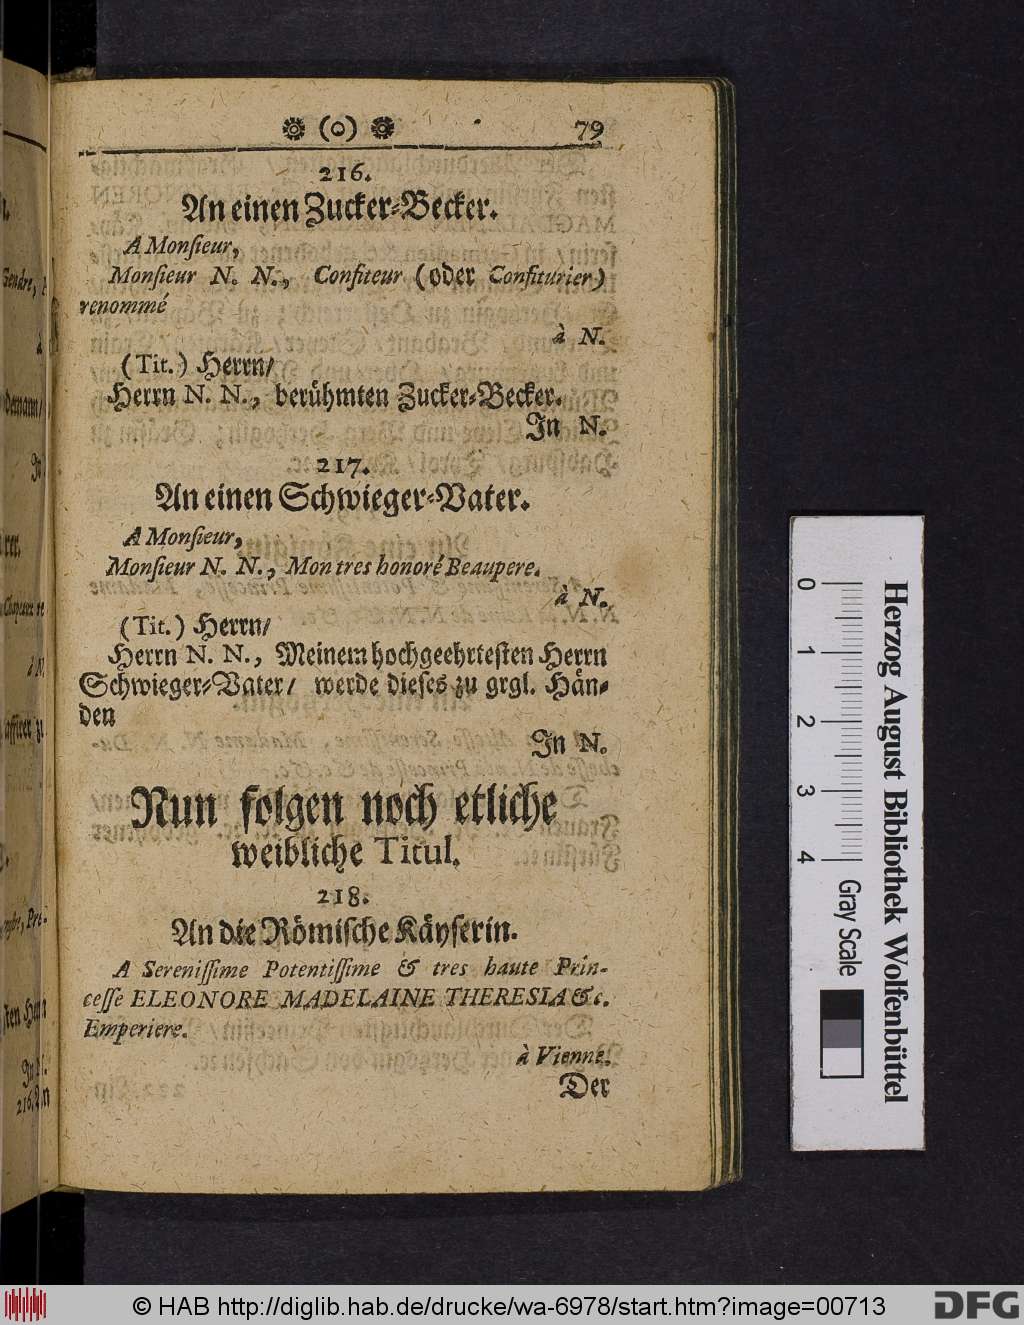 (o) 79
216.
An einen Zucker-Becker.
A Monſieur,
Monſieur N. N., Confiteur (oder Confiturier)
renommé
à N.
(Tit.) Herrn/
Herrn N. N., berühmten Zucker-Becker.
In N.
217.
An einen Schwieger-Vater.
A Monſieur,
Monſieur N. N., Mon tres honoré Beaupere.
à N.
(Tit.) Herrn/
Herrn N. N., Meinem hochgeehrteſten Herrn
Schwieger-Vater/ werde dieſes zu grgl. Hän-
den
In N.
Nun folgen noch etliche
weibliche Titul.
218.
An die Römiſche Käyſerin.
A Sereniſſime Potentiſſime & tres haute Prin-
ceſſe ELEONORE MADELAINE THERESIA &c.
Emperiere.
à Vienne.
Der
0 1 2 3 4 Gray Scale
Herzog August Bibliothek Wolfenbüttel
© HAB http://diglib.hab.de/drucke/wa-6978/start.htm?image=00713
DFG